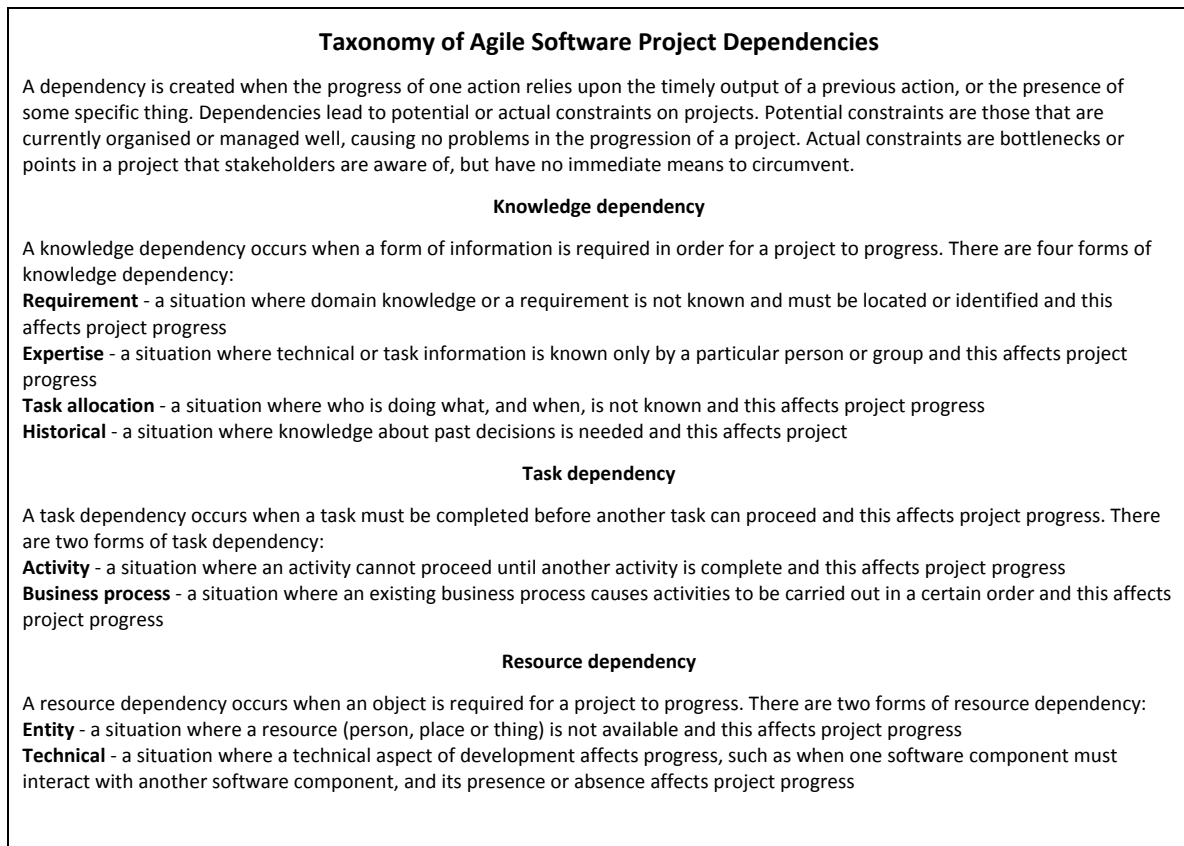 Taxonomy of Agile Software Project Dependencies
A dependency is created when the progress of one action relies upon the timely output of a previous action, or the presence of
some specific thing. Dependencies lead to potential or actual constraints on projects. Potential constraints are those that are
currently organised or managed well, causing no problems in the progression of a project. Actual constraints are bottlenecks or
points in a project that stakeholders are aware of, but have no immediate means to circumvent.
Knowledge dependency
A knowledge dependency occurs when a form of information is required in order for a project to progress. There are four forms of
knowledge dependency:
Requirement - a situation where domain knowledge or a requirement is not known and must be located or identified and this
affects project progress
Expertise - a situation where technical or task information is known only by a particular person or group and this affects project
progress
Task allocation - a situation where who is doing what, and when, is not known and this affects project progress
Historical - a situation where knowledge about past decisions is needed and this affects project
Task dependency
A task dependency occurs when a task must be completed before another task can proceed and this affects project progress. There
are two forms of task dependency:
Activity - a situation where an activity cannot proceed until another activity is complete and this affects project progress
Business process - a situation where an existing business process causes activities to be carried out in a certain order and this affects
project progress
Resource dependency
A resource dependency occurs when an object is required for a project to progress. There are two forms of resource dependency:
Entity - a situation where a resource (person, place or thing) is not available and this affects project progress
Technical - a situation where a technical aspect of development affects progress, such as when one software component must
interact with another software component, and its presence or absence affects project progress